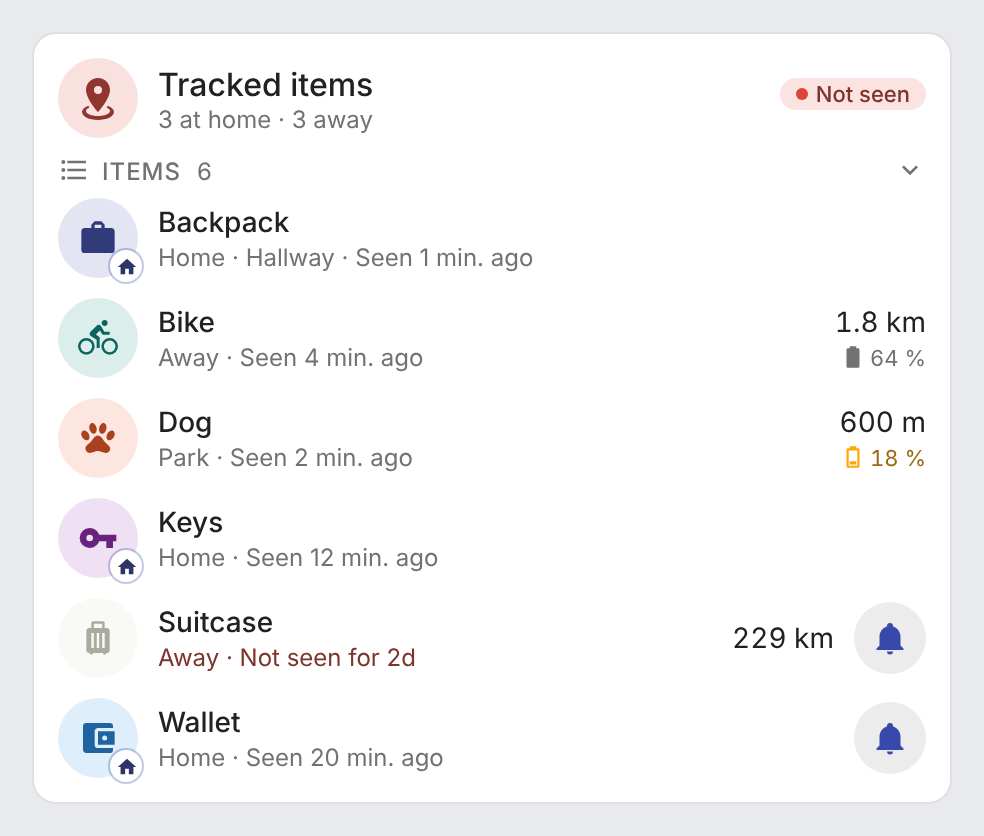 Tracked items
3 at home · 3 away
Not seen
ITEMS 6
Backpack
Home · Hallway · Seen 1 min. ago
Bike
Away · Seen 4 min. ago
1.8 km
64 %
Dog
Park · Seen 2 min. ago
600 m
18 %
Keys
Home · Seen 12 min. ago
Suitcase
Away · Not seen for 2d
229 km
Wallet
Home · Seen 20 min. ago